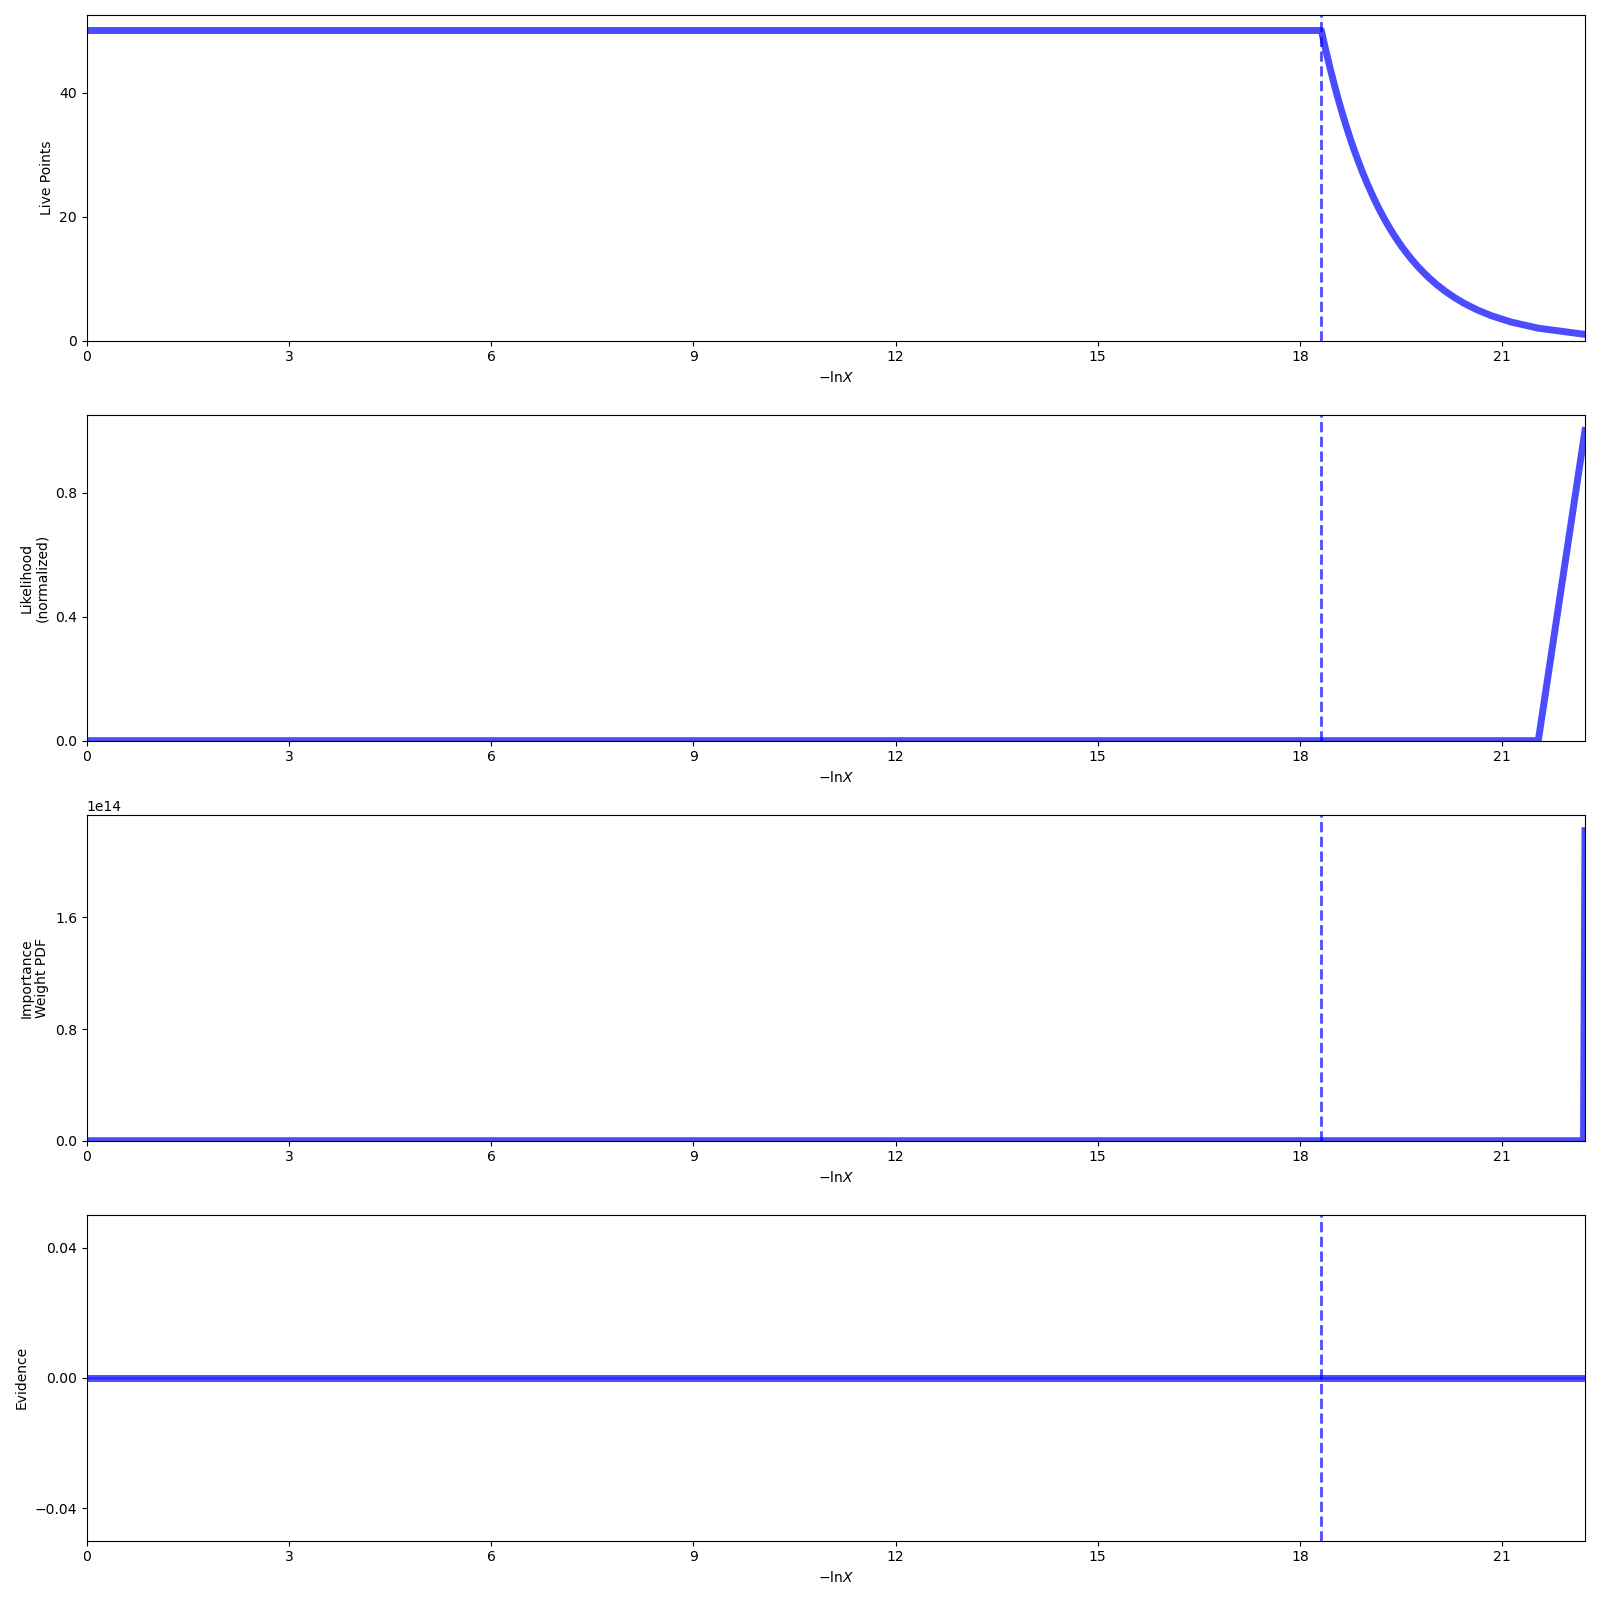 40
20
0
Live Points
0 3 6 9 12 15 18 21
−lnX
0.8
0.4
0.0
Likelihood
(normalized)
0 3 6 9 12 15 18 21
−lnX
1e14
1.6
0.8
0.0
Importance
Weight PDF
0 3 6 9 12 15 18 21
−lnX
0.04
0.00
−0.04
Evidence
0 3 6 9 12 15 18 21
−lnX